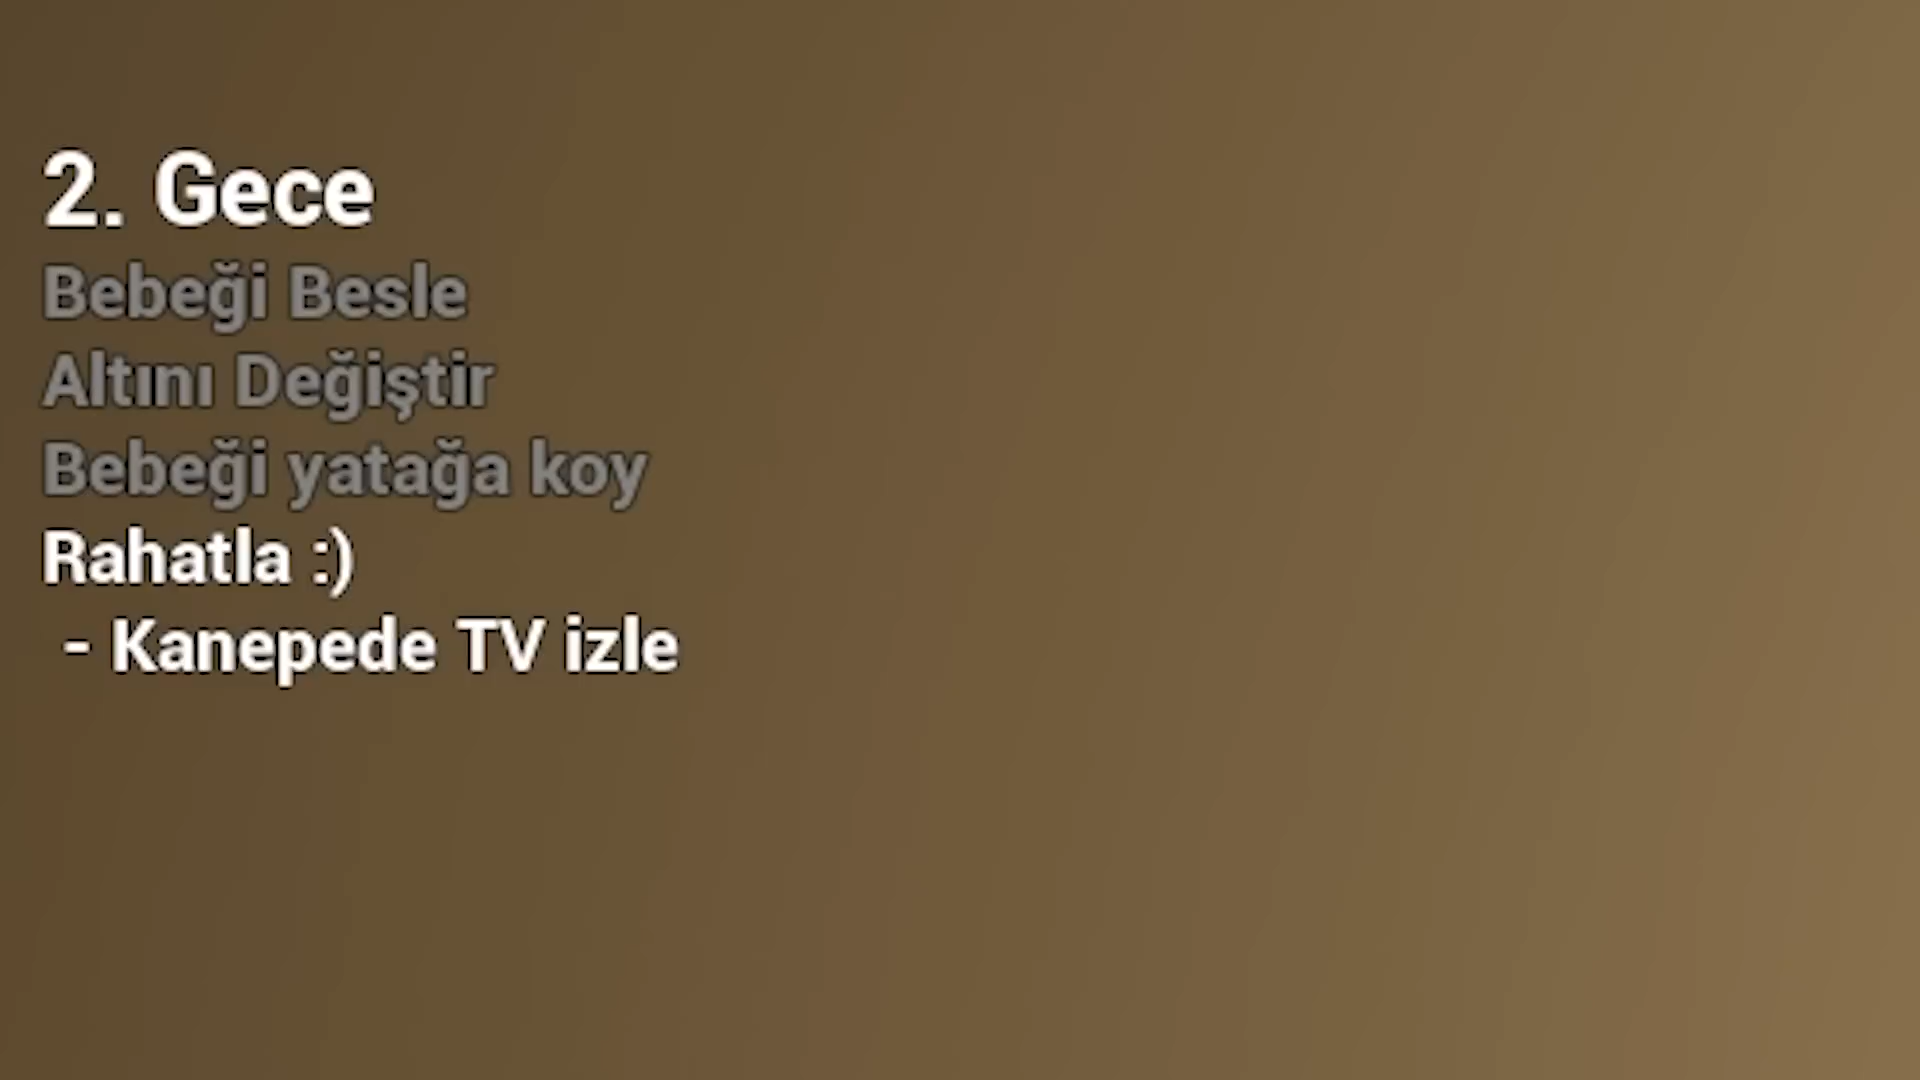 2. Gece
Bebeği Besle
Altını Değiştir
Bebeği yatağa koy
Rahatla :)
- Kanepede TV izle